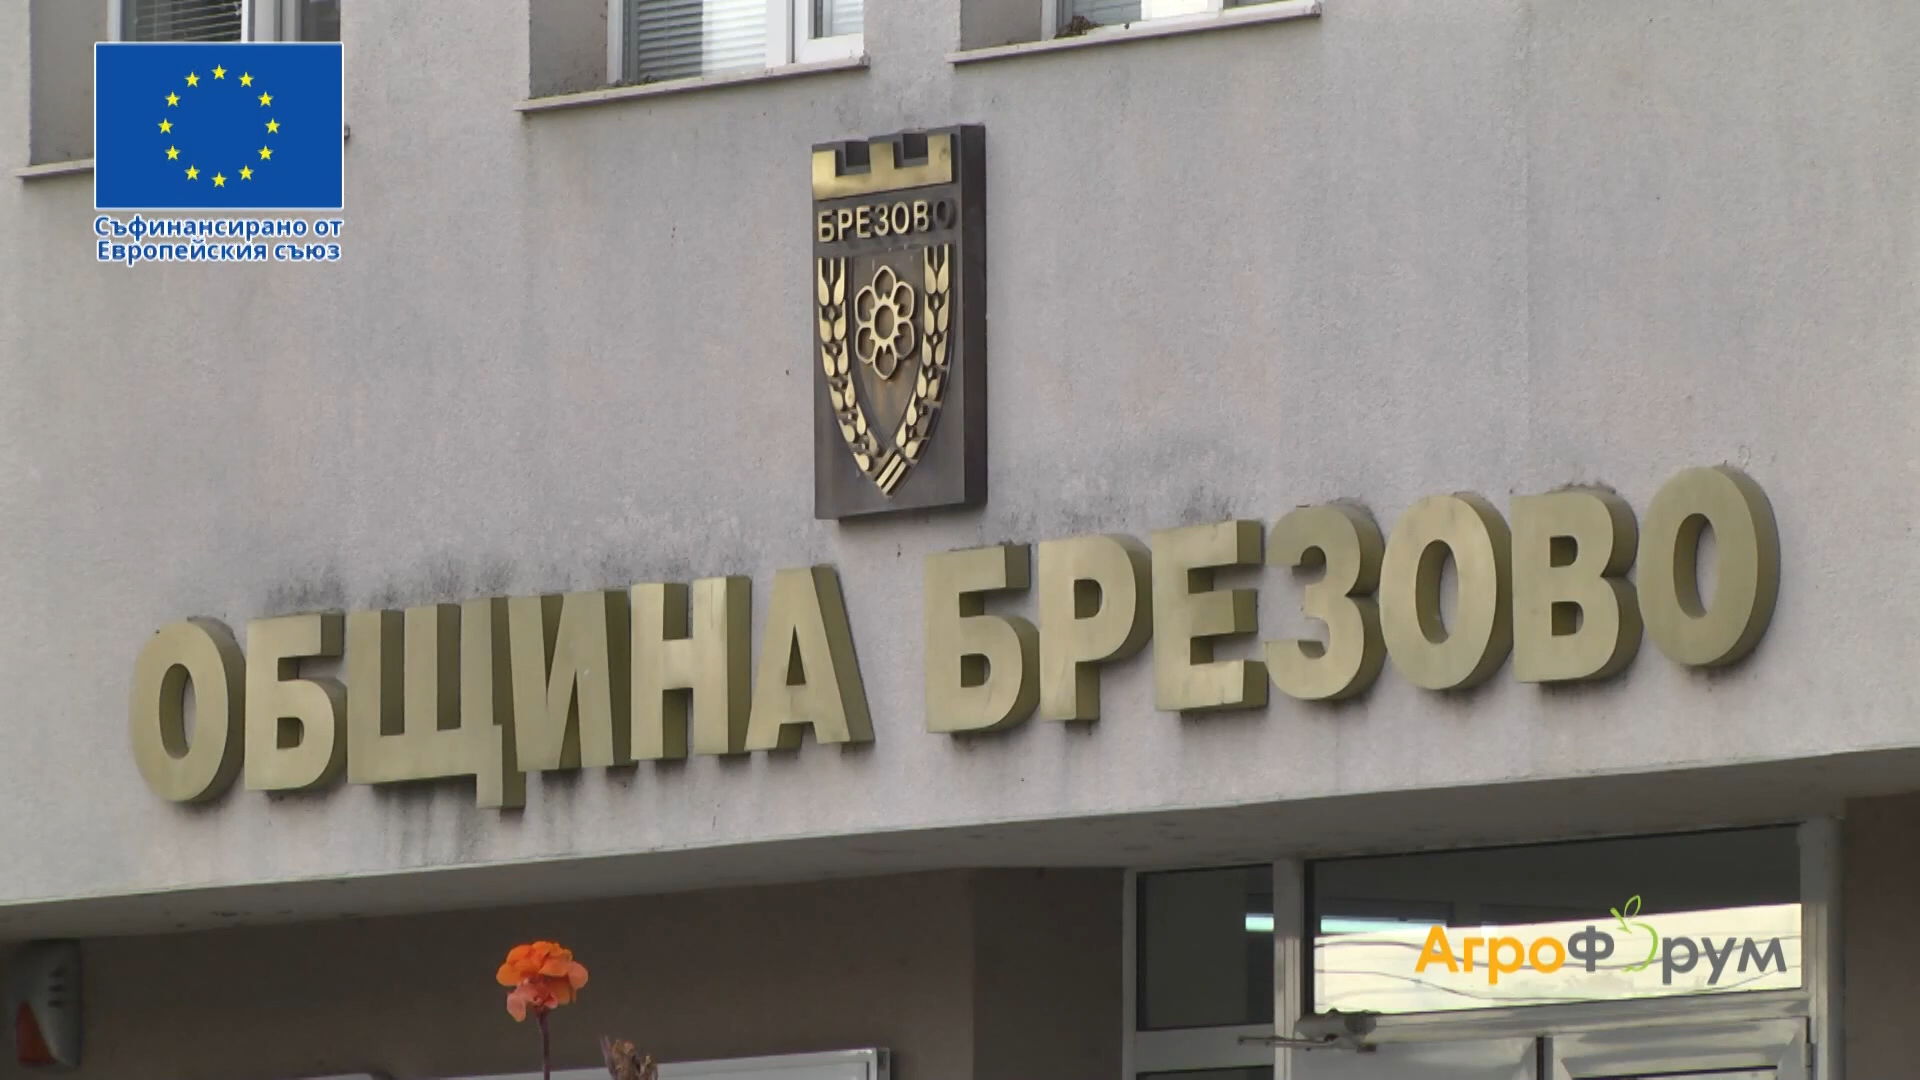 Съфинансирано от
Европейския съюз
БРЕЗОВО
ОБЩИНА БРЕЗОВО
АгроФорум